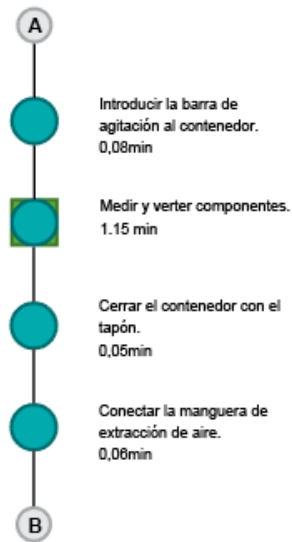 A
Introducir la barra de
agitación al contenedor.
0,08min
Medir y verter componentes.
1.15 min
Cerrar el contenedor con el
tapón.
0,05min
Conectar la manguera de
extracción de aire.
0,06min
B